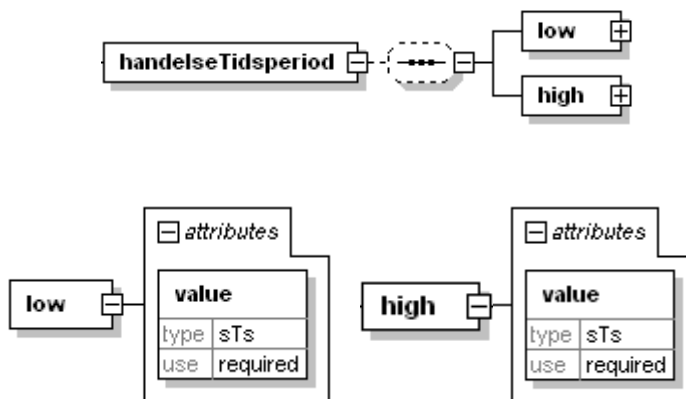 handelseTidsperiod
low
high
attributes
low
value
type sTs
use required
attributes
high
value
type sTs
use required